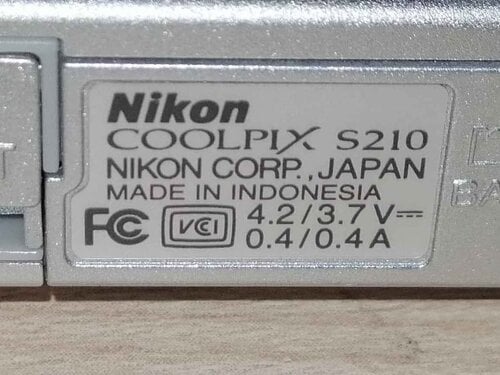 Nikon
COOLPIX S210
NIKON CORP., JAPAN
MADE IN INDONESIA
FC VCI 4.2/3.7 V⎓
0.4/0.4 A